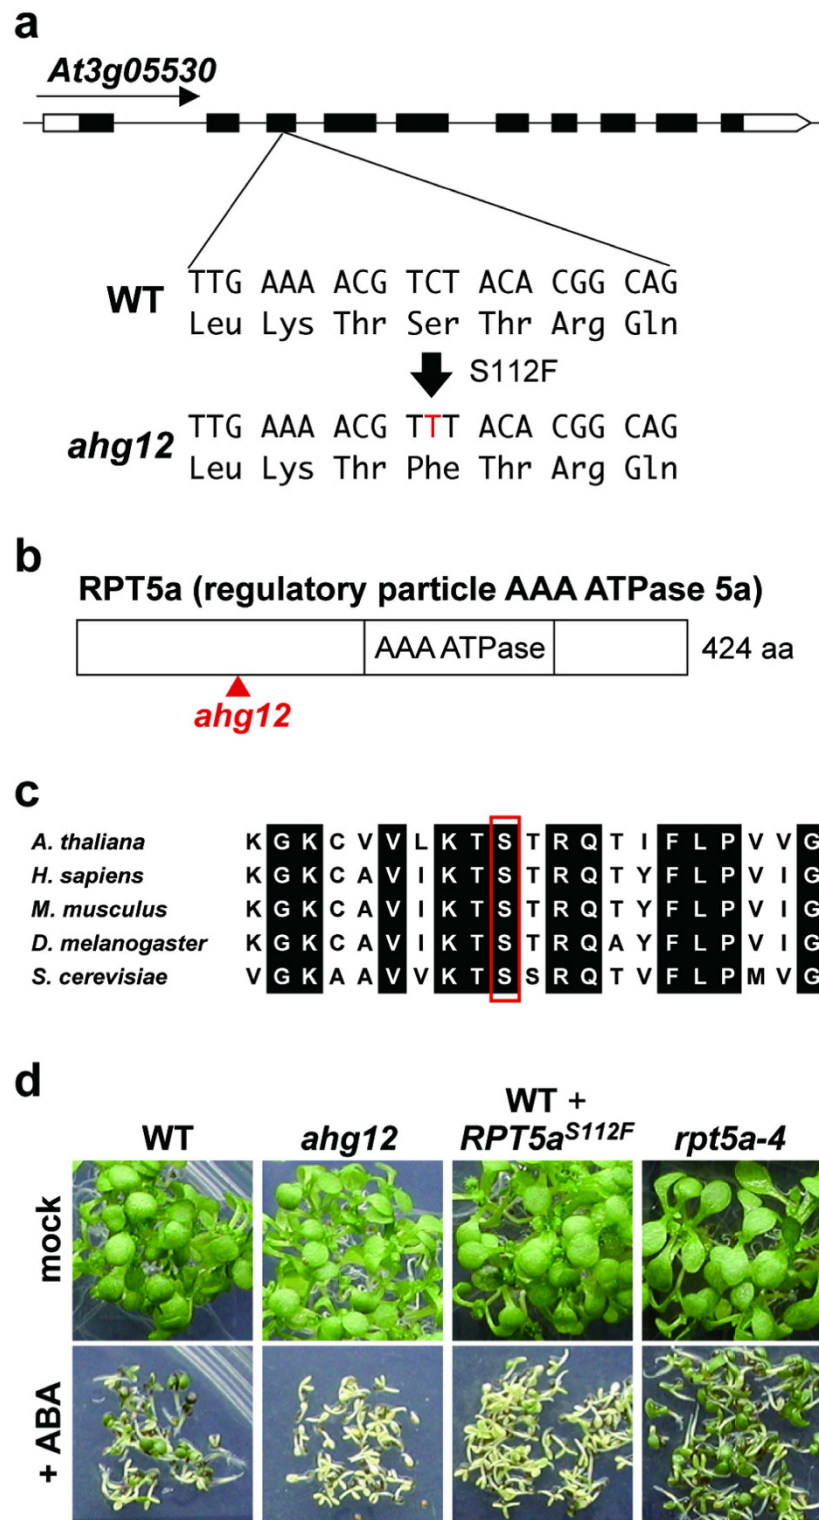 a
At3g05530
WT
TTG AAA ACG TCT ACA CGG CAG
Leu Lys Thr Ser Thr Arg Gln
S112F
ahg12
TTG AAA ACG TTT ACA CGG CAG
Leu Lys Thr Phe Thr Arg Gln
b
RPT5a (regulatory particle AAA ATPase 5a)
AAA ATPase
424 aa
ahg12
c
A. thaliana K G K C V V L K T S T R Q T I F L P V V G
H. sapiens K G K C A V I K T S T R Q T Y F L P V I G
M. musculus K G K C A V I K T S T R Q T Y F L P V I G
D. melanogaster K G K C A V I K T S T R Q A Y F L P V I G
S. cerevisiae V G K A A V V K T S S R Q T V F L P M V G
d
WT
ahg12
WT +
RPT5aS112F
rpt5a-4
mock
+ ABA